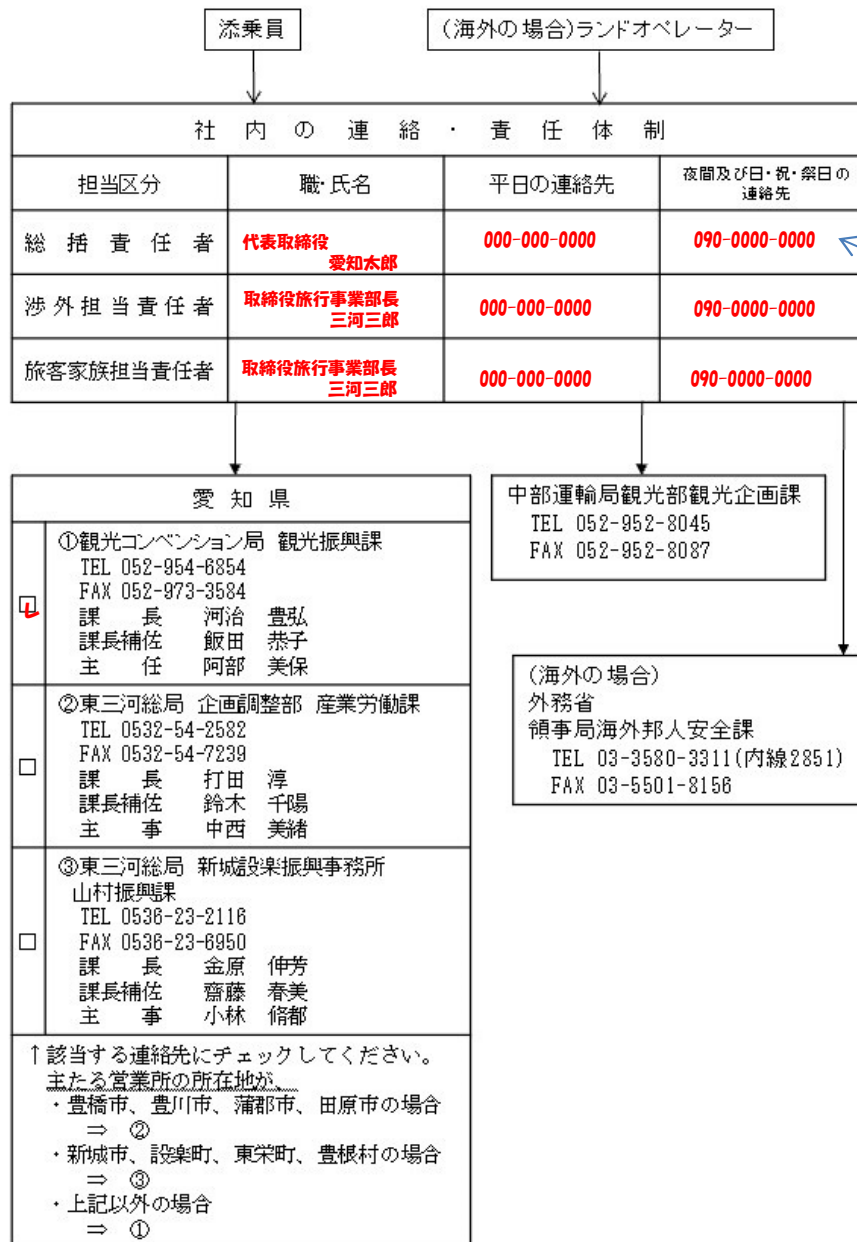 添乗員
(海外の場合)ランドオペレーター
社内の連絡・責任体制
担当区分 職・氏名 平日の連絡先 夜間及び日・祝・祭日の
連絡先
総括責任者 代表取締役 000-000-0000 090-0000-0000
愛知太郎
渉外担当責任者 取締役旅行事業部長 000-000-0000 090-0000-0000
三河三郎
旅客家族担当責任者 取締役旅行事業部長 000-000-0000 090-0000-0000
三河三郎
愛知県
①観光コンベンション局 観光振興課
TEL 052-954-6854
FAX 052-973-3584
課長 河治 豊弘
課長補佐 飯田 恭子
主任 阿部 美保
②東三河総局 企画調整部 産業労働課
TEL 0532-54-2582
FAX 0532-54-7239
課長 打田 淳
課長補佐 鈴木 千陽
主事 中西 美緒
③東三河総局 新城設楽振興事務所
山村振興課
TEL 0536-23-2116
FAX 0536-23-6950
課長 金原 伸芳
課長補佐 齋藤 春美
主事 小林 脩都
↑該当する連絡先にチェックしてください。
主たる営業所の所在地が、
・豊橋市、豊川市、蒲郡市、田原市の場合
⇒ ②
・新城市、設楽町、東栄町、豊根村の場合
⇒ ③
・上記以外の場合
⇒ ①
中部運輸局観光部観光企画課
TEL 052-952-8045
FAX 052-952-8087
(海外の場合)
外務省
領事局海外邦人安全課
TEL 03-3580-3311(内線2851)
FAX 03-5501-8156